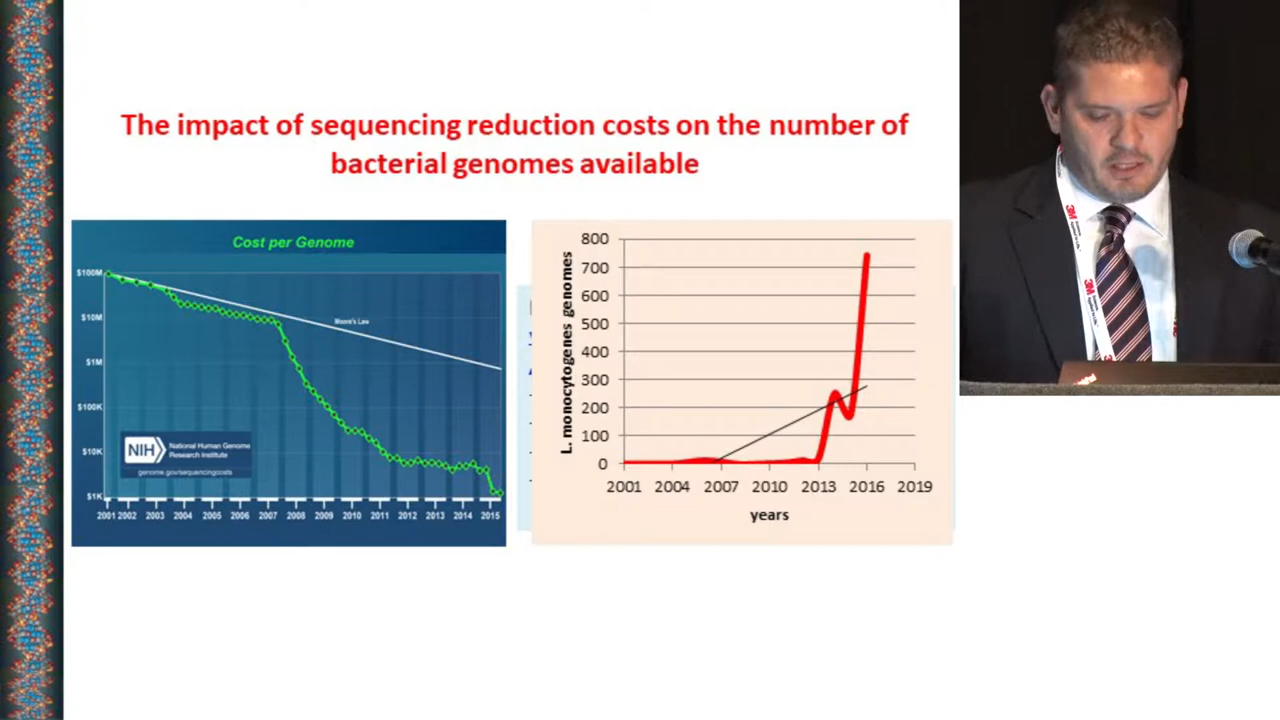 The impact of sequencing reduction costs on the number of
bacterial genomes available
Cost per Genome
$100M
$10M
$1M
$100K
$10K
$1K
Moore's Law
NIH
National Human Genome
Research Institute
genome.gov/sequencingcosts
2001 2002 2003 2004 2005 2006 2007 2008 2009 2010 2011 2012 2013 2014 2015
L. monocytogenes genomes
800
700
600
500
400
300
200
100
0
2001 2004 2007 2010 2013 2016 2019
years
3M
3M